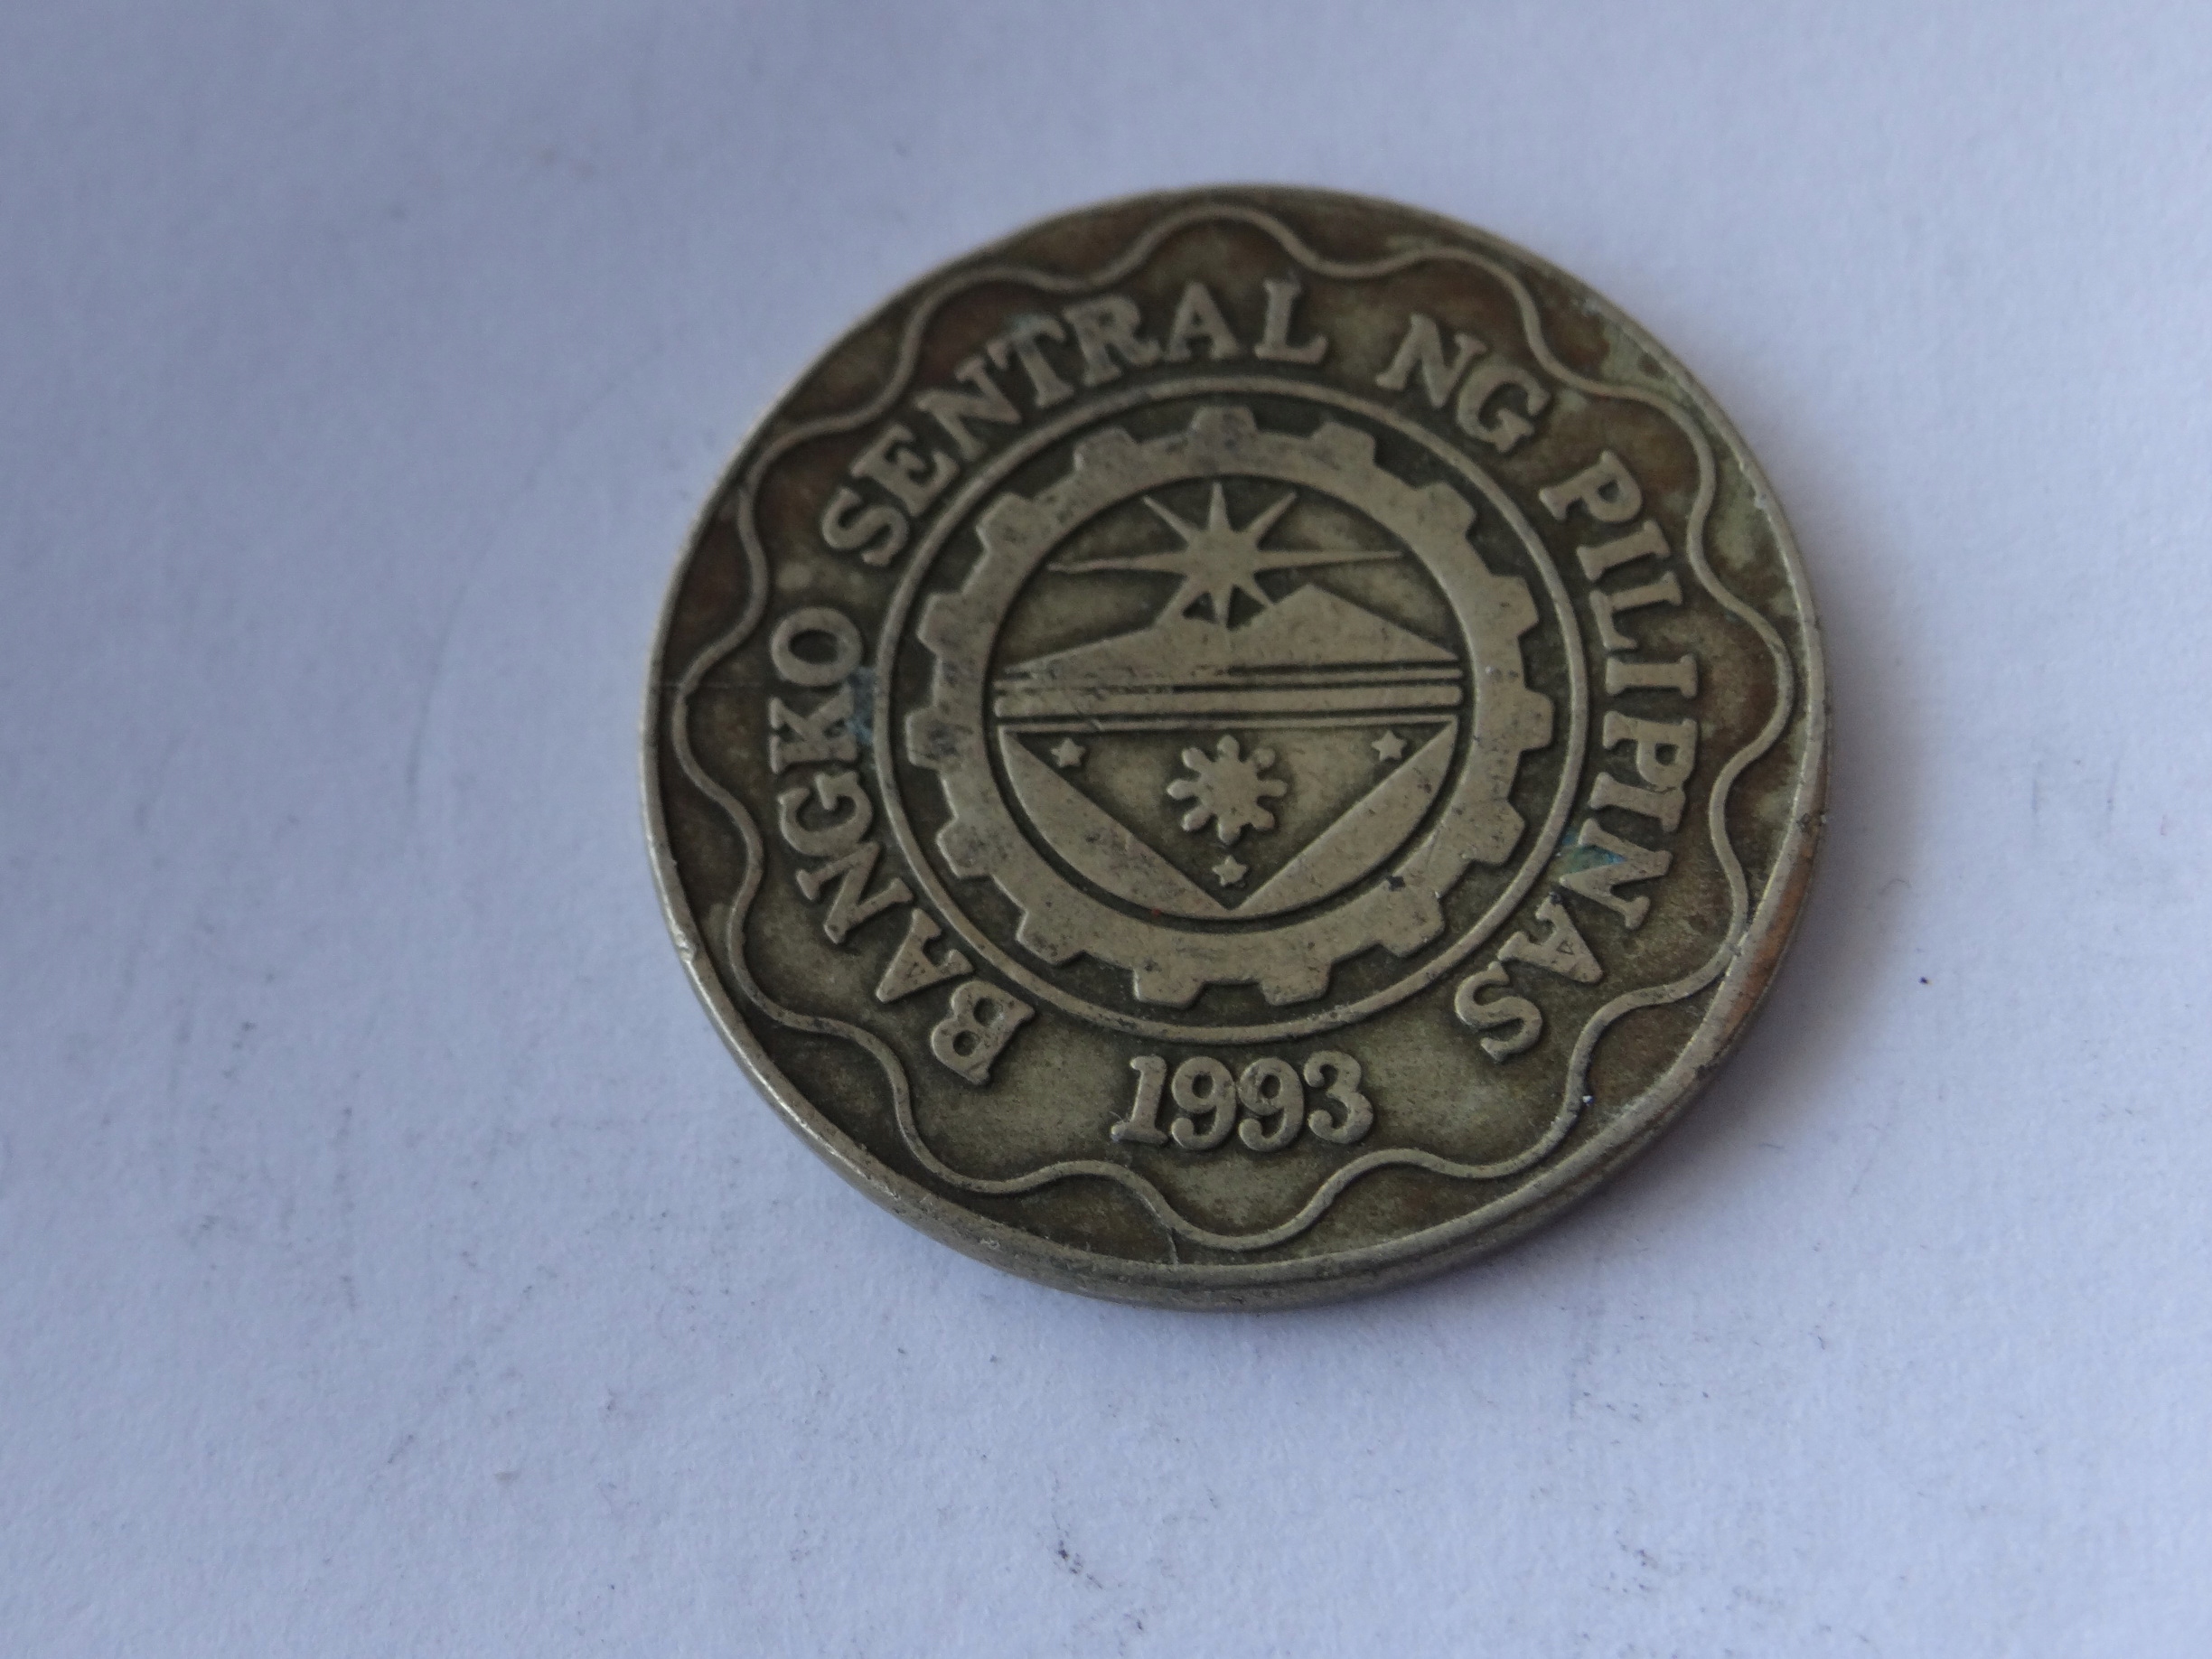 BANGKO SENTRAL NG PILIPINAS
1993